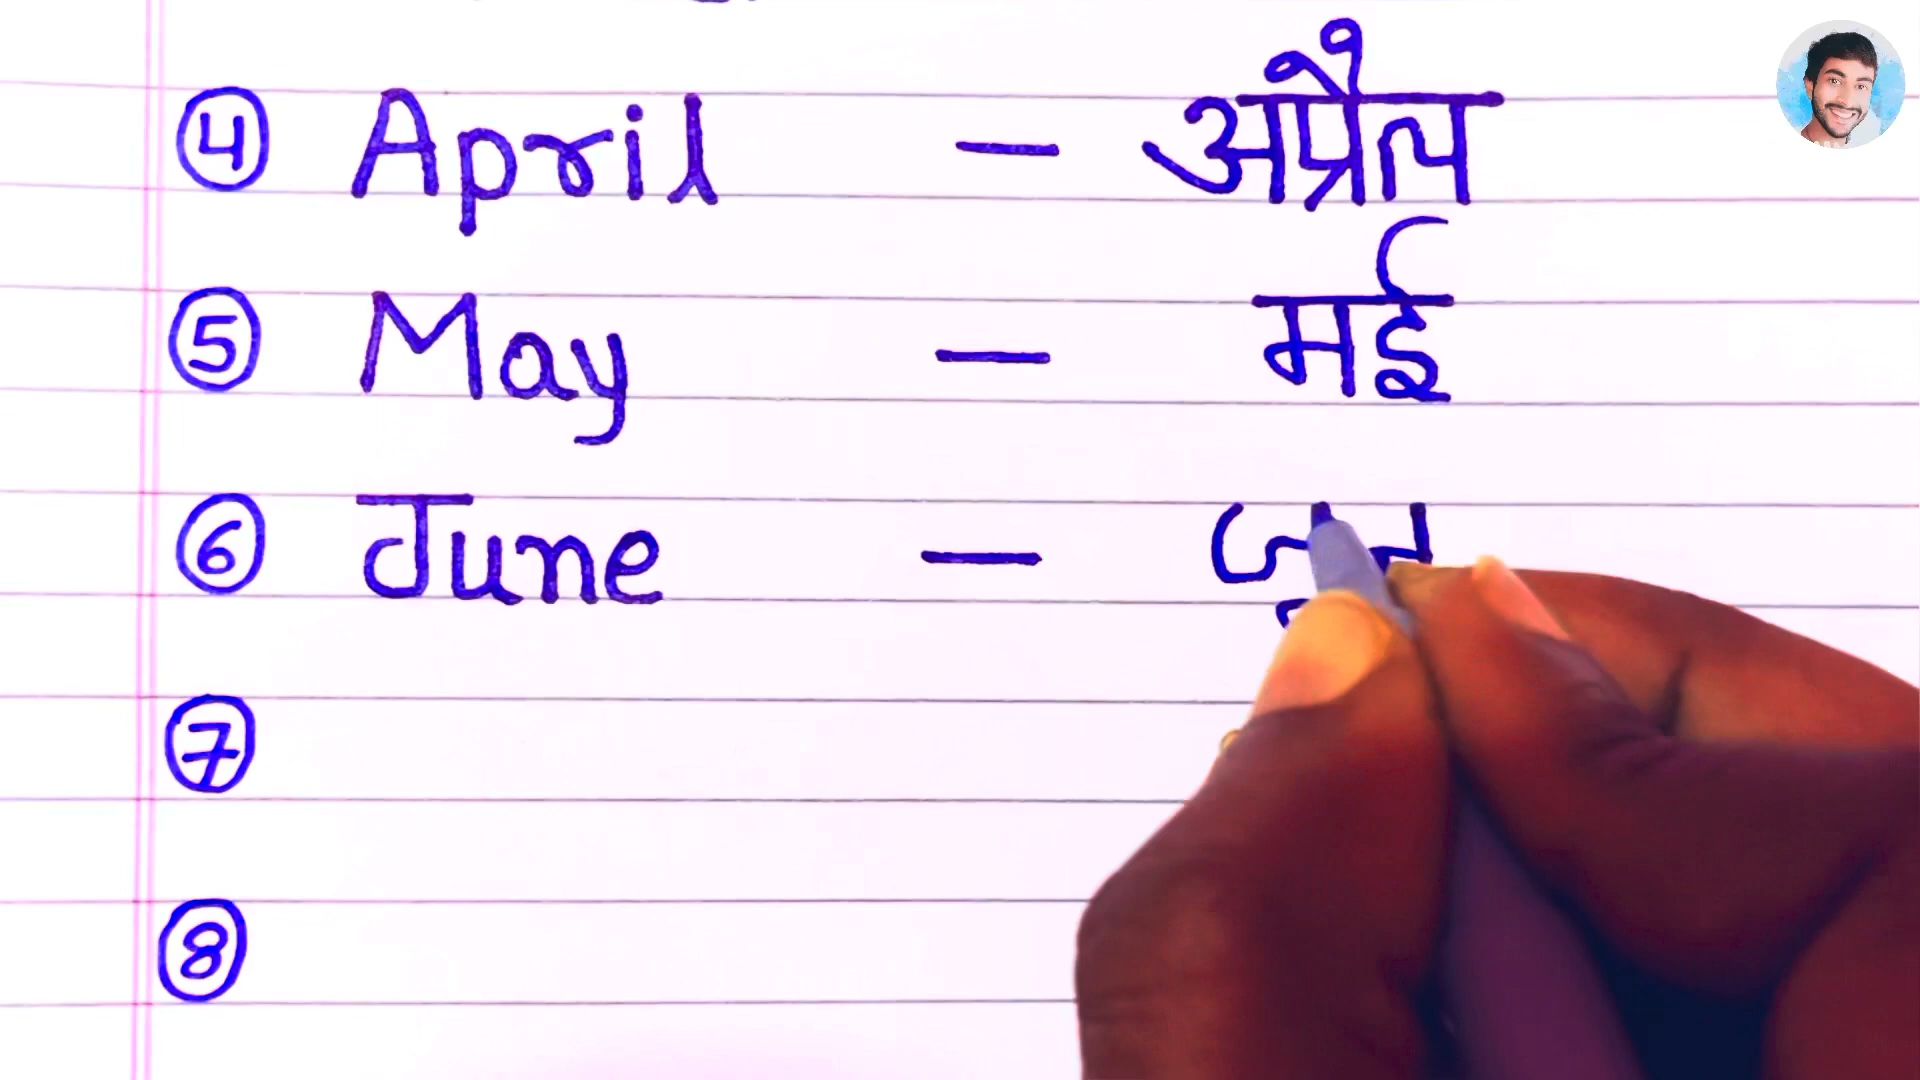 ④ April — अप्रैल
⑤ May — मई
⑥ June —
⑦
⑧